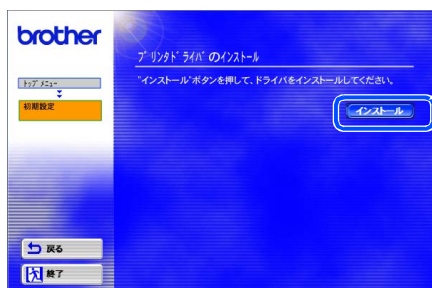 brother
プリンタドライバのインストール
"インストール"ボタンを押して、ドライバをインストールしてください。
トップメニュー
初期設定
インストール
戻る
終了